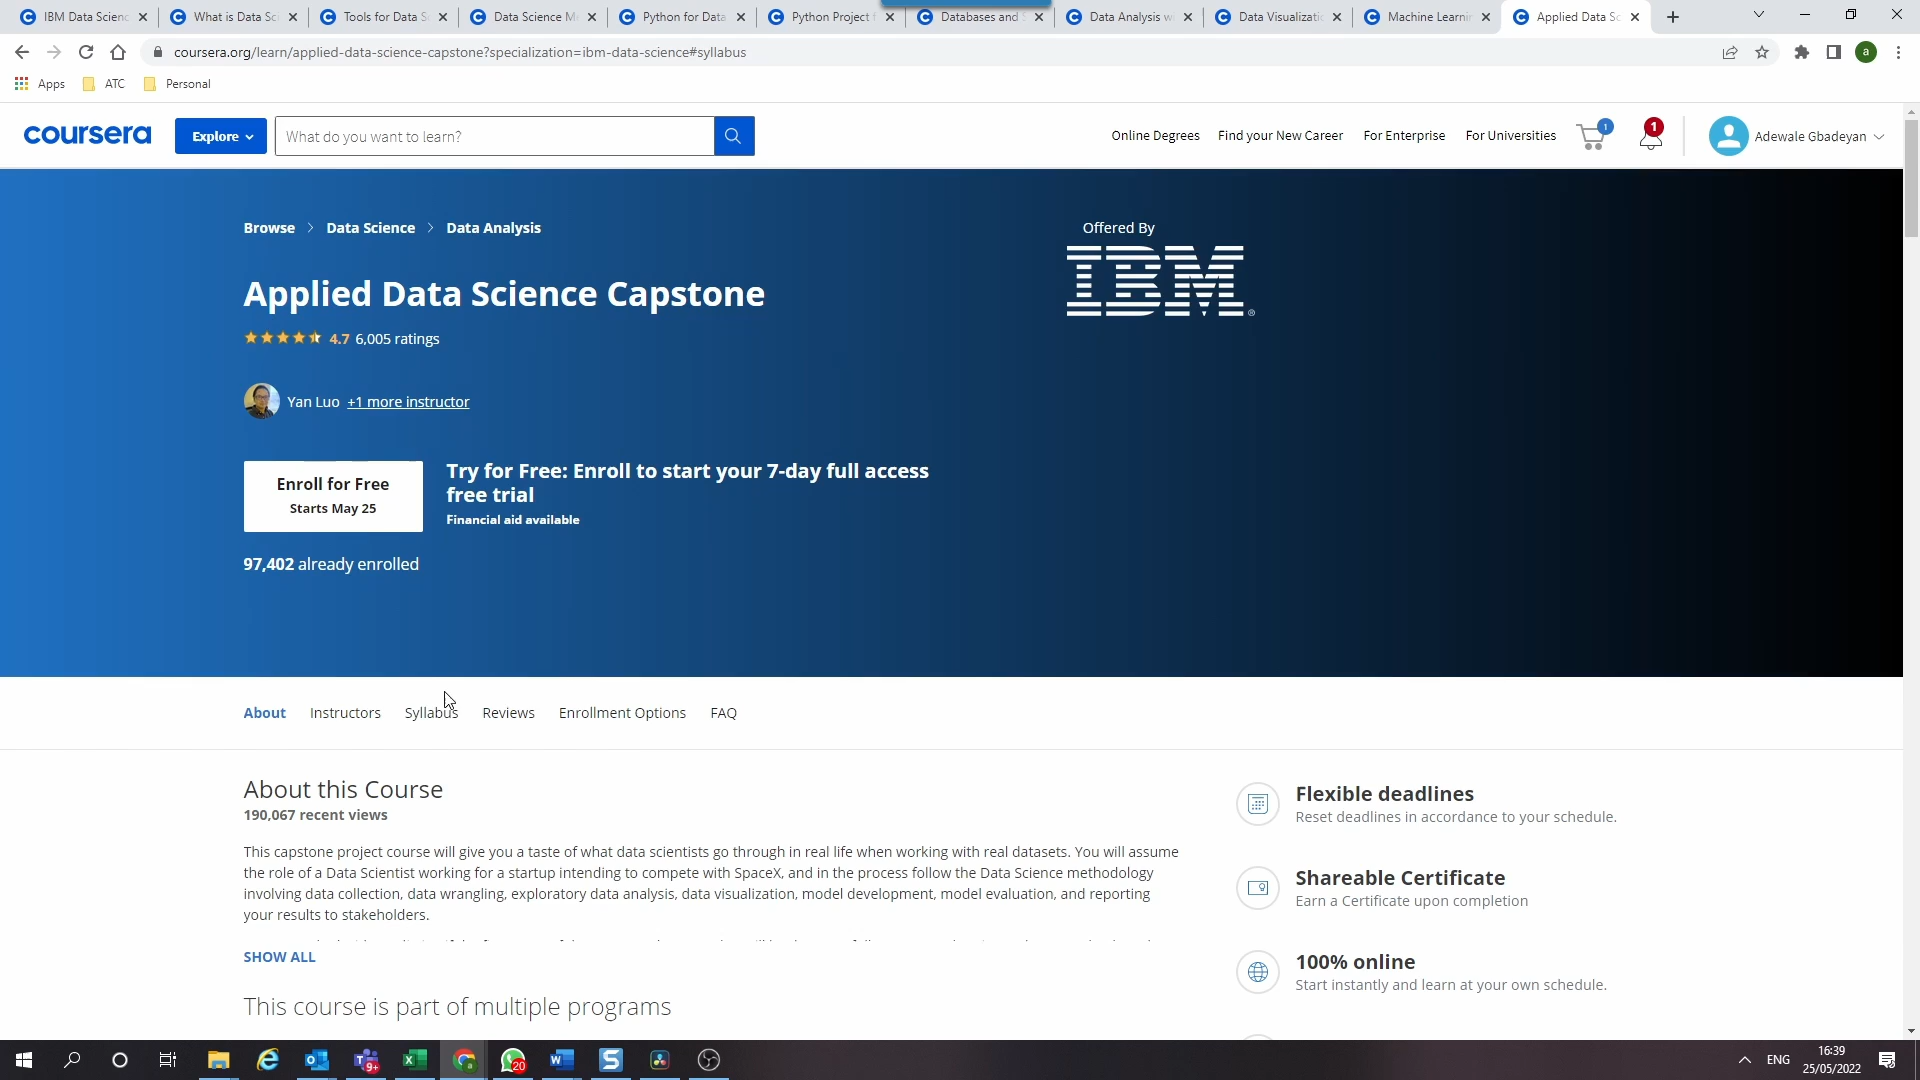 IBM Data Scienc
What is Data Sci
Tools for Data S
Data Science M
Python for Data
Python Project f
Databases and S
Data Analysis w
Data Visualizatio
Machine Learnin
Applied Data Sc
coursera.org/learn/applied-data-science-capstone?specialization=ibm-data-science#syllabus
a
Apps
ATC
Personal
coursera
Explore
What do you want to learn?
Online Degrees
Find your New Career
For Enterprise
For Universities
1
1
Adewale Gbadeyan
Browse > Data Science > Data Analysis
Offered By
IBM®
Applied Data Science Capstone
4.7 6,005 ratings
Yan Luo +1 more instructor
Enroll for Free
Starts May 25
Try for Free: Enroll to start your 7-day full access
free trial
Financial aid available
97,402 already enrolled
About
Instructors
Syllabus
Reviews
Enrollment Options
FAQ
About this Course
190,067 recent views
This capstone project course will give you a taste of what data scientists go through in real life when working with real datasets. You will assume
the role of a Data Scientist working for a startup intending to compete with SpaceX, and in the process follow the Data Science methodology
involving data collection, data wrangling, exploratory data analysis, data visualization, model development, model evaluation, and reporting
your results to stakeholders.
SHOW ALL
This course is part of multiple programs
Flexible deadlines
Reset deadlines in accordance to your schedule.
Shareable Certificate
Earn a Certificate upon completion
100% online
Start instantly and learn at your own schedule.
9+
a
20
ENG
16:39
25/05/2022